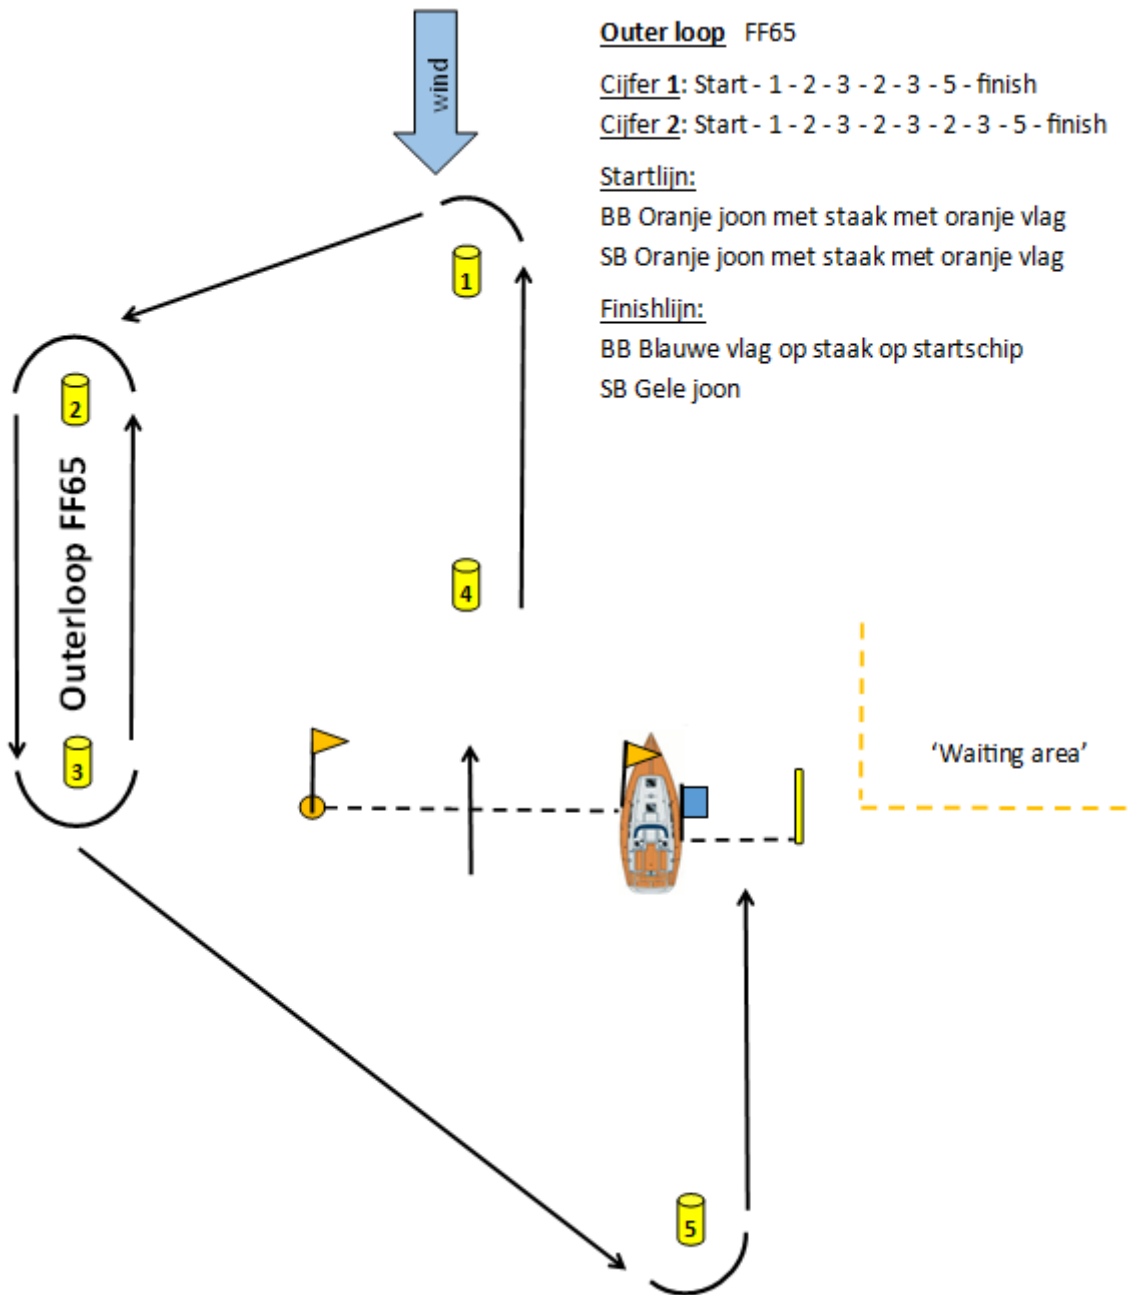 wind
Outer loop FF65
Cijfer 1: Start - 1 - 2 - 3 - 2 - 3 - 5 - finish
Cijfer 2: Start - 1 - 2 - 3 - 2 - 3 - 2 - 3 - 5 - finish
Startlijn:
BB Oranje joon met staak met oranje vlag
SB Oranje joon met staak met oranje vlag
Finishlijn:
BB Blauwe vlag op staak op startschip
SB Gele joon
1
2
Outerloop FF65
4
3
'Waiting area'
5